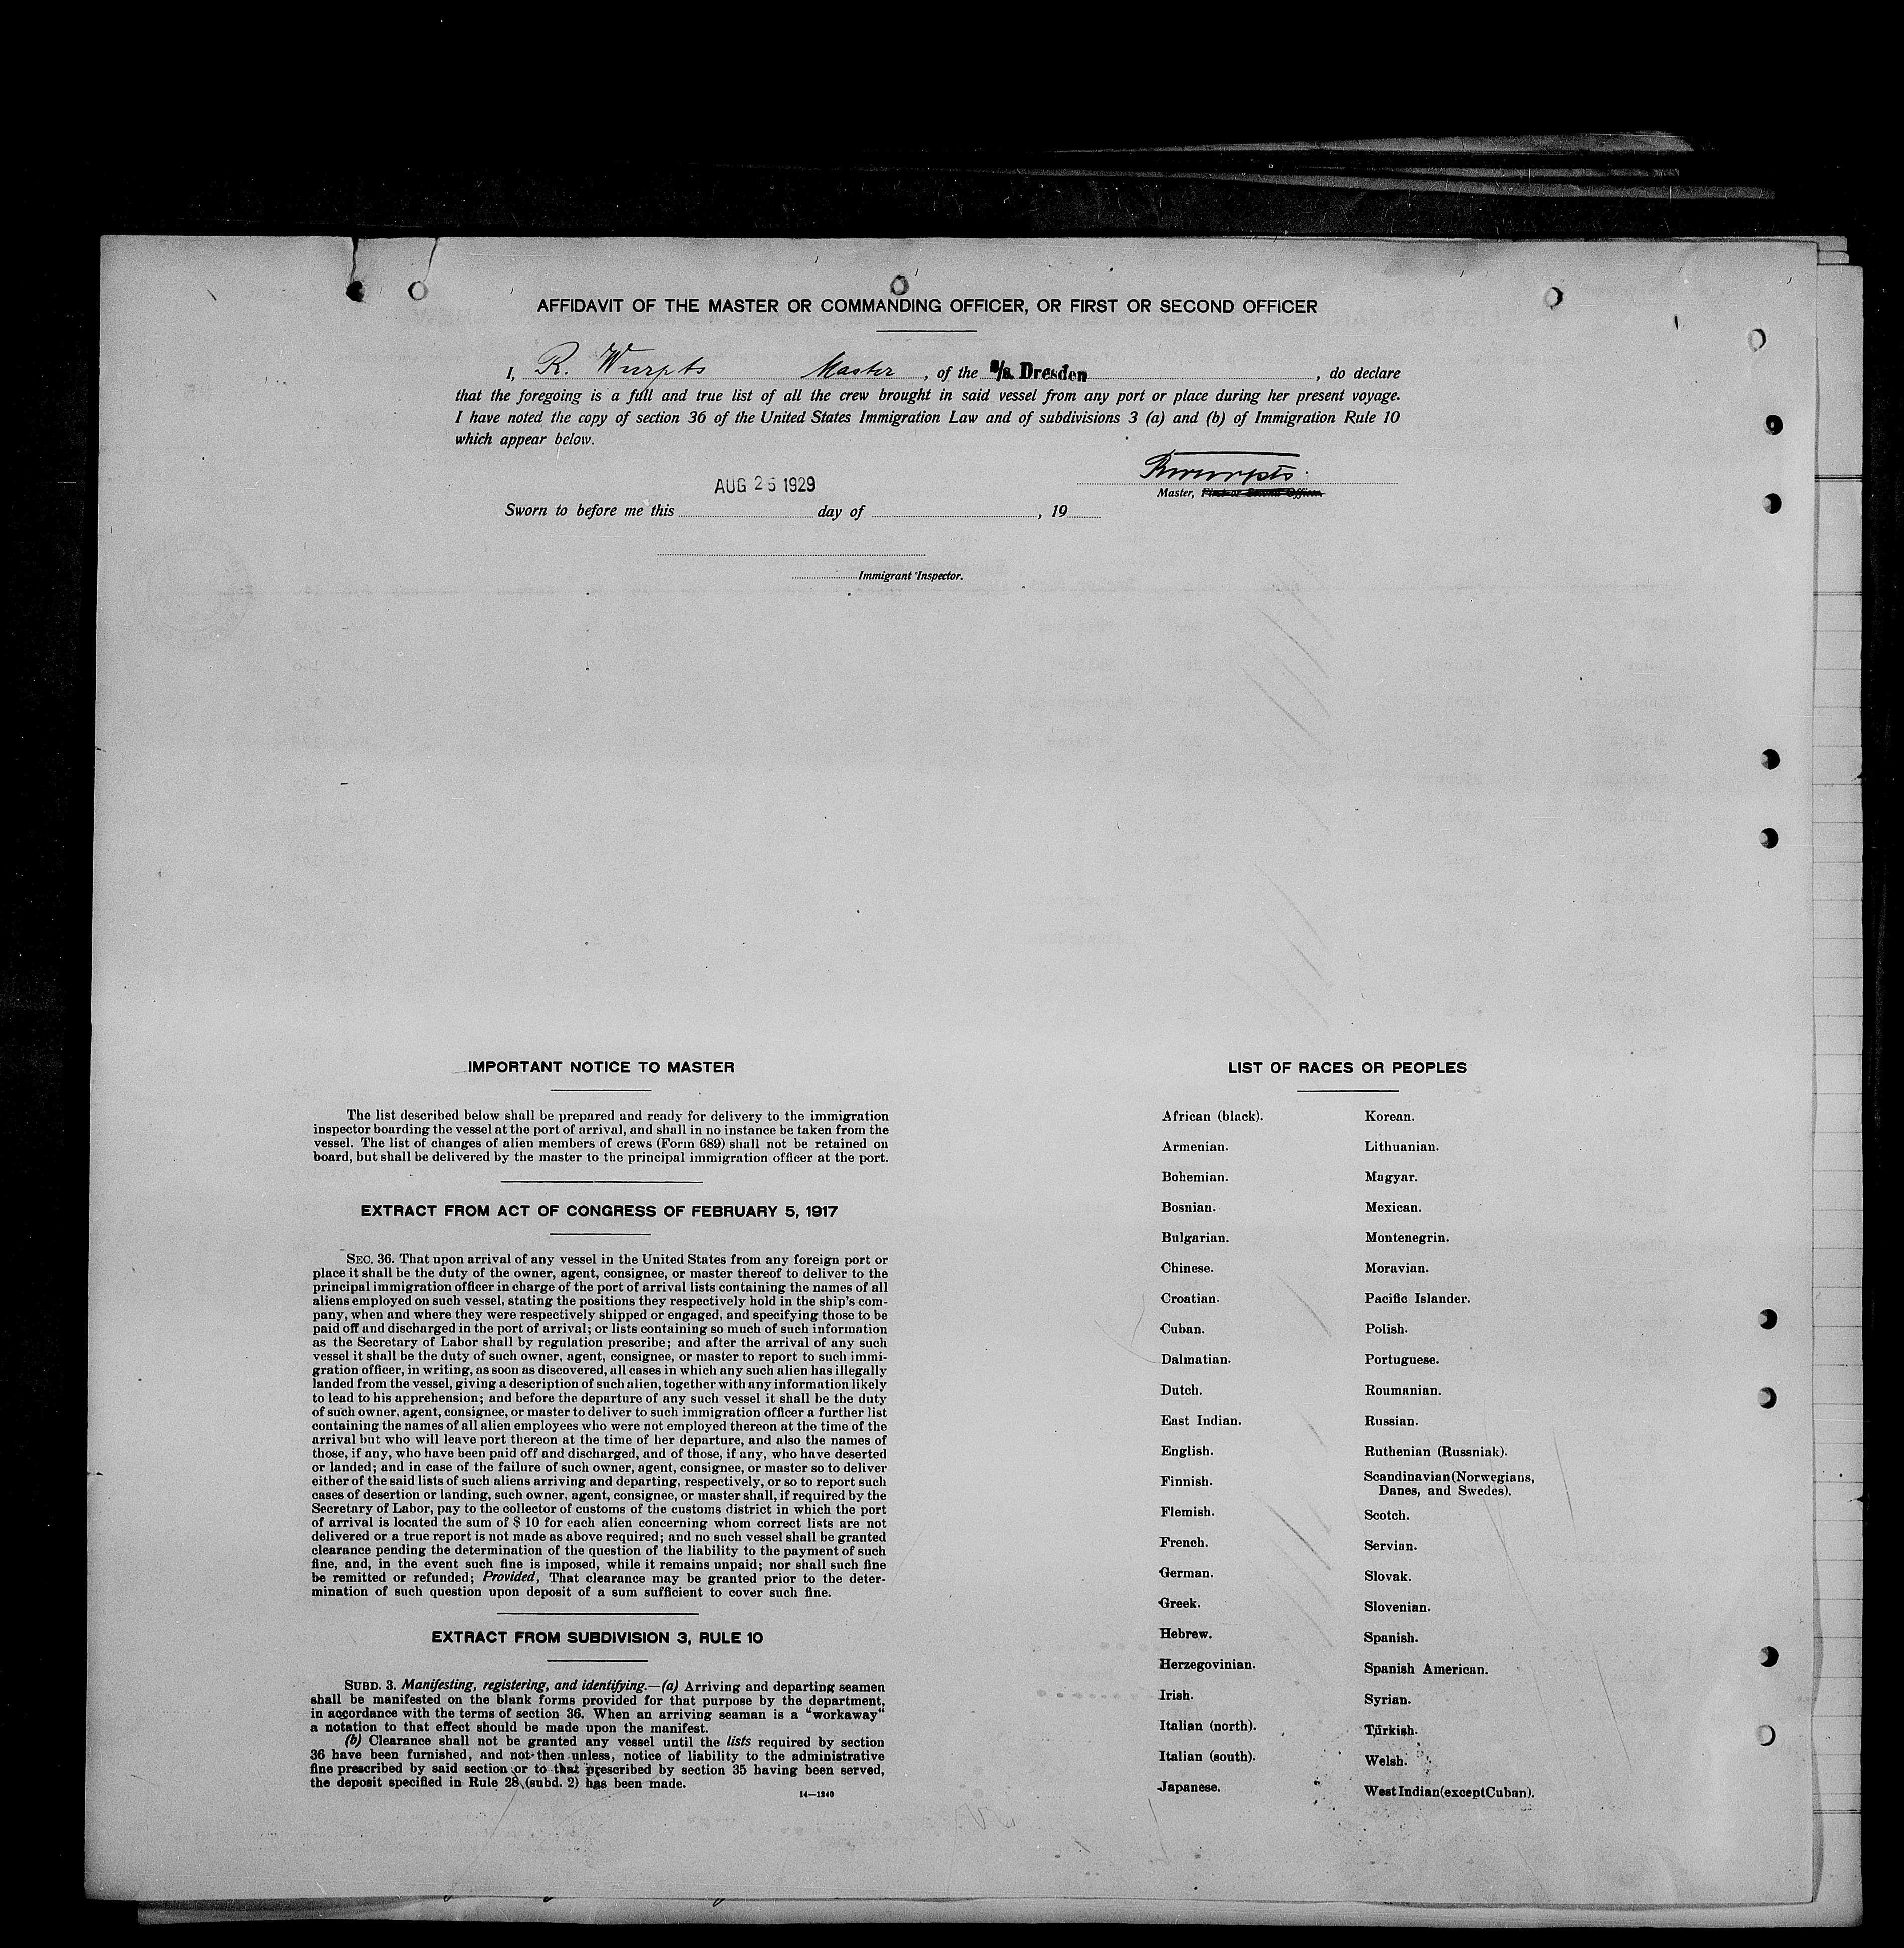 AFFIDAVIT OF THE MASTER OR COMMANDING OFFICER, OR FIRST OR SECOND OFFICER
I, R. Wurpts Master, of the s/s. Dresden, do declare
that the foregoing is a full and true list of all the crew brought in said vessel from any port or place during her present voyage.
I have noted the copy of section 36 of the United States Immigration Law and of subdivisions 3 (a) and (b) of Immigration Rule 10
which appear below.
RWurpts.
Master, First or Second Officer.
AUG 25 1929
Sworn to before me this day of , 19
Immigrant Inspector.
IMPORTANT NOTICE TO MASTER
The list described below shall be prepared and ready for delivery to the immigration
inspector boarding the vessel at the port of arrival, and shall in no instance be taken from the
vessel. The list of changes of alien members of crews (Form 689) shall not be retained on
board, but shall be delivered by the master to the principal immigration officer at the port.
EXTRACT FROM ACT OF CONGRESS OF FEBRUARY 5, 1917
SEC. 36. That upon arrival of any vessel in the United States from any foreign port or
place it shall be the duty of the owner, agent, consignee, or master thereof to deliver to the
principal immigration officer in charge of the port of arrival lists containing the names of all
aliens employed on such vessel, stating the positions they respectively hold in the ship's com-
pany, when and where they were respectively shipped or engaged, and specifying those to be
paid off and discharged in the port of arrival; or lists containing so much of such information
as the Secretary of Labor shall by regulation prescribe; and after the arrival of any such
vessel it shall be the duty of such owner, agent, consignee, or master to report to such immi-
gration officer, in writing, as soon as discovered, all cases in which any such alien has illegally
landed from the vessel, giving a description of such alien, together with any information likely
to lead to his apprehension; and before the departure of any such vessel it shall be the duty
of such owner, agent, consignee, or master to deliver to such immigration officer a further list
containing the names of all alien employees who were not employed thereon at the time of the
arrival but who will leave port thereon at the time of her departure, and also the names of
those, if any, who have been paid off and discharged, and of those, if any, who have deserted
or landed; and in case of the failure of such owner, agent, consignee, or master so to deliver
either of the said lists of such aliens arriving and departing, respectively, or so to report such
cases of desertion or landing, such owner, agent, consignee, or master shall, if required by the
Secretary of Labor, pay to the collector of customs of the customs district in which the port
of arrival is located the sum of $ 10 for each alien concerning whom correct lists are not
delivered or a true report is not made as above required; and no such vessel shall be granted
clearance pending the determination of the question of the liability to the payment of such
fine, and, in the event such fine is imposed, while it remains unpaid; nor shall such fine
be remitted or refunded; Provided, That clearance may be granted prior to the deter-
mination of such question upon deposit of a sum sufficient to cover such fine.
EXTRACT FROM SUBDIVISION 3, RULE 10
SUBD. 3. Manifesting, registering, and identifying.—(a) Arriving and departing seamen
shall be manifested on the blank forms provided for that purpose by the department,
in accordance with the terms of section 36. When an arriving seaman is a "workaway"
a notation to that effect should be made upon the manifest.
(b) Clearance shall not be granted any vessel until the lists required by section
36 have been furnished, and not then unless, notice of liability to the administrative
fine prescribed by said section or to that prescribed by section 35 having been served,
the deposit specified in Rule 28 (subd. 2) has been made.
14—1240
LIST OF RACES OR PEOPLES
African (black).
Armenian.
Bohemian.
Bosnian.
Bulgarian.
Chinese.
Croatian.
Cuban.
Dalmatian.
Dutch.
East Indian.
English.
Finnish.
Flemish.
French.
German.
Greek.
Hebrew.
Herzegovinian.
Irish.
Italian (north).
Italian (south).
Japanese.
Korean.
Lithuanian.
Magyar.
Mexican.
Montenegrin.
Moravian.
Pacific Islander.
Polish.
Portuguese.
Roumanian.
Russian.
Ruthenian (Russniak).
Scandinavian (Norwegians,
Danes, and Swedes).
Scotch.
Servian.
Slovak.
Slovenian.
Spanish.
Spanish American.
Syrian.
Turkish.
Welsh.
West Indian (except Cuban).